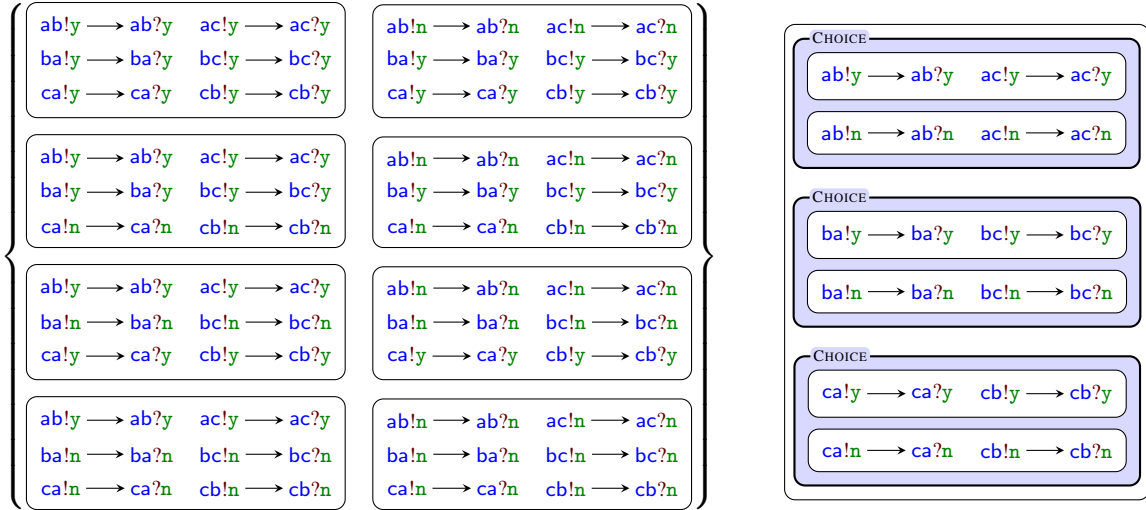 ab!y → ab?y ac!y → ac?y
ba!y → ba?y bc!y → bc?y
ca!y → ca?y cb!y → cb?y
ab!n → ab?n ac!n → ac?n
ba!y → ba?y bc!y → bc?y
ca!y → ca?y cb!y → cb?y
ab!y → ab?y ac!y → ac?y
ba!y → ba?y bc!y → bc?y
ca!n → ca?n cb!n → cb?n
ab!n → ab?n ac!n → ac?n
ba!y → ba?y bc!y → bc?y
ca!n → ca?n cb!n → cb?n
ab!y → ab?y ac!y → ac?y
ba!n → ba?n bc!n → bc?n
ca!y → ca?y cb!y → cb?y
ab!n → ab?n ac!n → ac?n
ba!n → ba?n bc!n → bc?n
ca!y → ca?y cb!y → cb?y
ab!y → ab?y ac!y → ac?y
ba!n → ba?n bc!n → bc?n
ca!n → ca?n cb!n → cb?n
ab!n → ab?n ac!n → ac?n
ba!n → ba?n bc!n → bc?n
ca!n → ca?n cb!n → cb?n
CHOICE
ab!y → ab?y ac!y → ac?y
ab!n → ab?n ac!n → ac?n
CHOICE
ba!y → ba?y bc!y → bc?y
ba!n → ba?n bc!n → bc?n
CHOICE
ca!y → ca?y cb!y → cb?y
ca!n → ca?n cb!n → cb?n